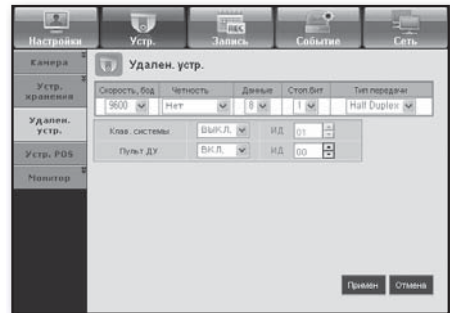 Настройки Устр. Запись Событие Сеть
REC
Камера
Устр. хранения
Удален. устр.
Устр. POS
Монитор
Удален. устр.
Скорость, бод Четность Данные Стоп.бит Тип передачи
9600 Нет 8 1 Half Duplex
Клав. системы ВЫКЛ. ИД 01
Пульт ДУ ВКЛ. ИД 00
Примен Отмена